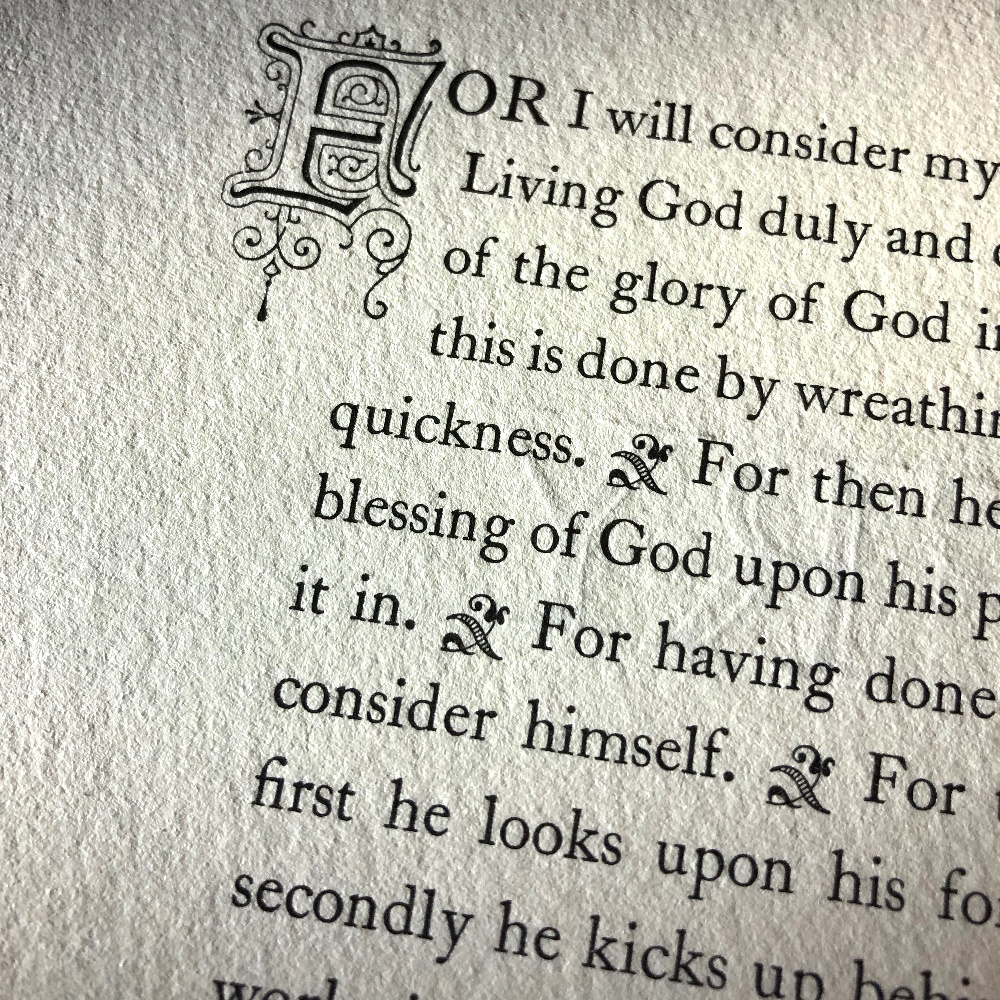 FOR I will consider my
Living God duly and
of the glory of God
this is done by
quickness. For then he
blessing of God upon his
it in. For having done
consider himself. For
first he looks upon his
secondly he kicks up